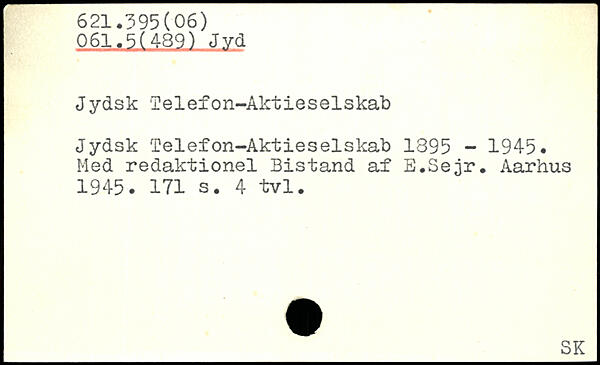 621.395(06)
061.5(489) Jyd
Jydsk Telefon-Aktieselskab
Jydsk Telefon-Aktieselskab 1895 - 1945.
Med redaktionel Bistand af E.Sejr. Aarhus
1945. 171 s. 4 tvl.
SK